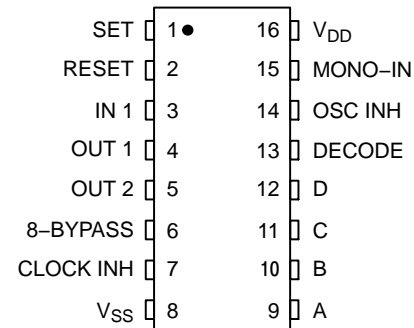 SET 1 16 VDD
RESET 2 15 MONO–IN
IN 1 3 14 OSC INH
OUT 1 4 13 DECODE
OUT 2 5 12 D
8–BYPASS 6 11 C
CLOCK INH 7 10 B
VSS 8 9 A